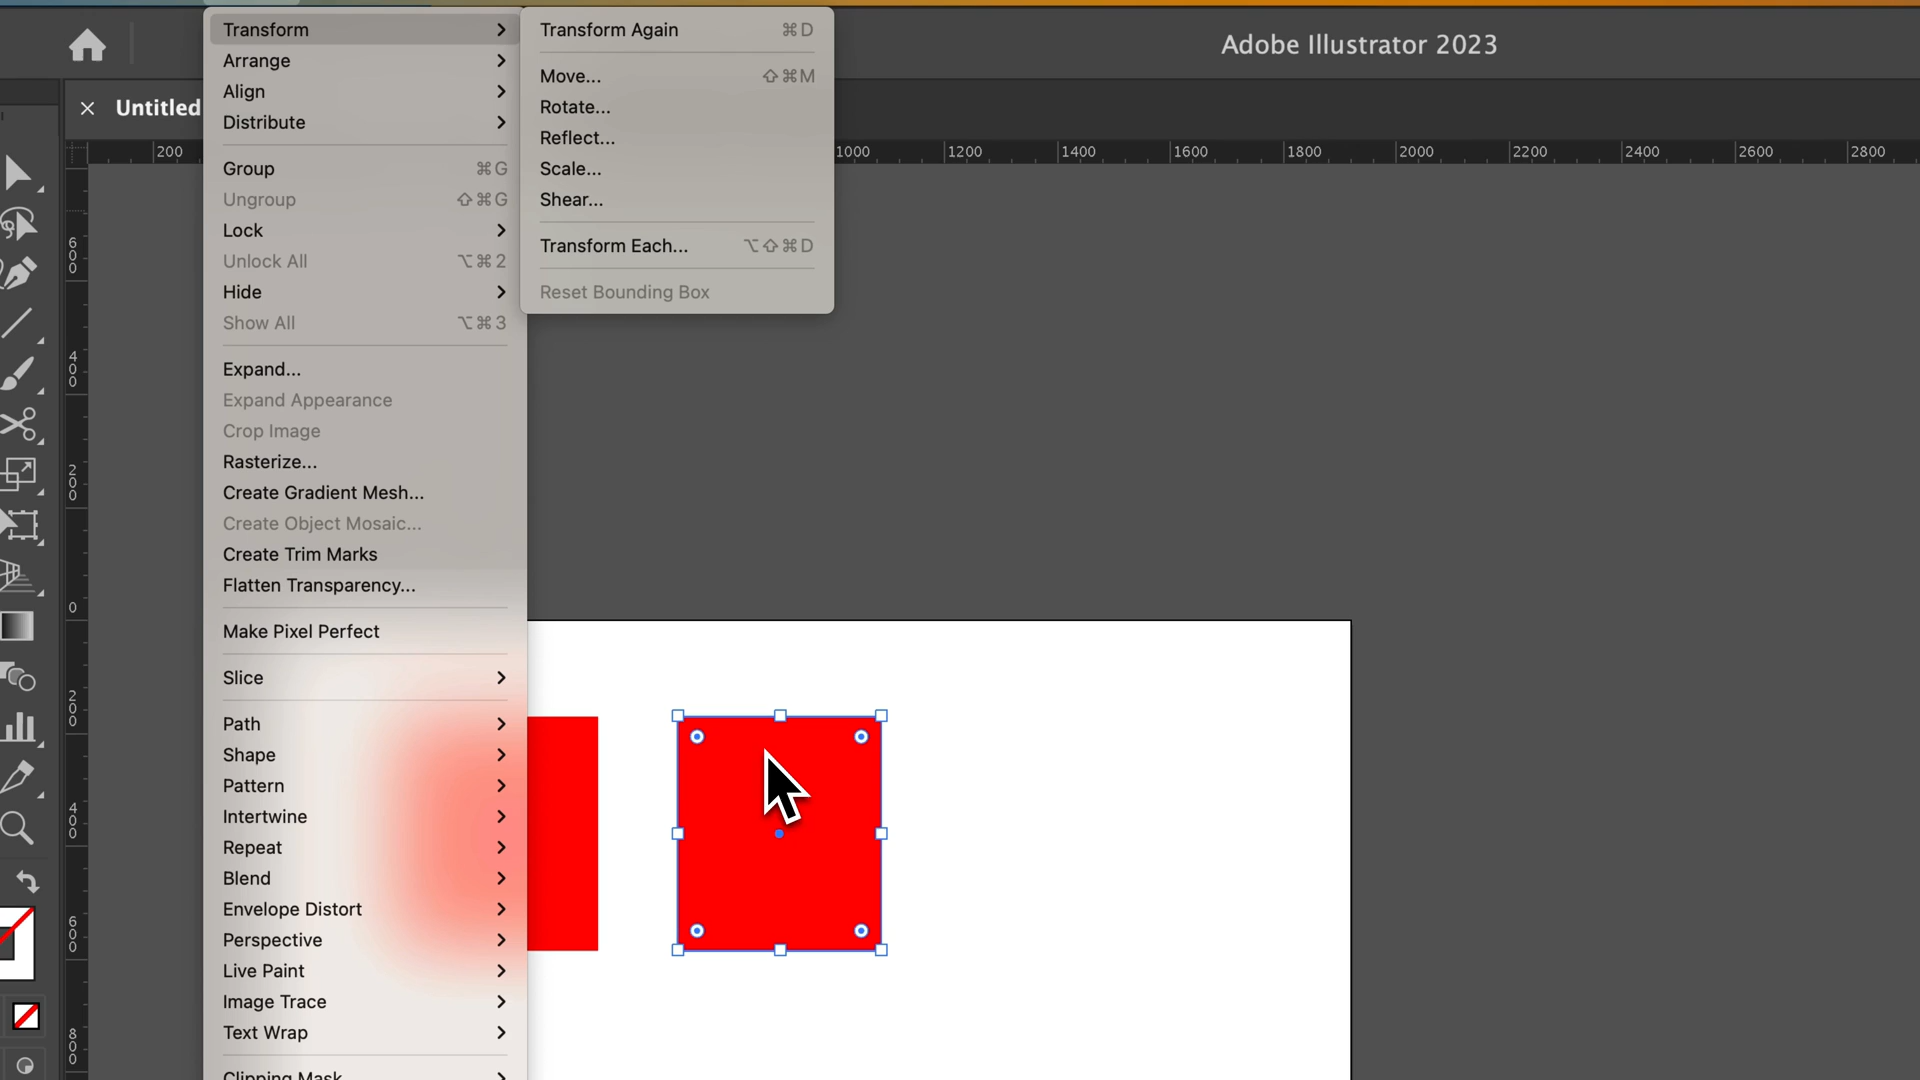 Adobe Illustrator 2023
Untitled
200
1000
1200
1400
1600
1800
2000
2200
2400
2600
2800
600
400
200
0
200
400
600
800
Transform
Arrange
Align
Distribute
Group ⌘G
Ungroup ⇧⌘G
Lock
Unlock All ⌥⌘2
Hide
Show All ⌥⌘3
Expand...
Expand Appearance
Crop Image
Rasterize...
Create Gradient Mesh...
Create Object Mosaic...
Create Trim Marks
Flatten Transparency...
Make Pixel Perfect
Slice
Path
Shape
Pattern
Intertwine
Repeat
Blend
Envelope Distort
Perspective
Live Paint
Image Trace
Text Wrap
Clipping Mask
Transform Again ⌘D
Move... ⇧⌘M
Rotate...
Reflect...
Scale...
Shear...
Transform Each... ⌥⇧⌘D
Reset Bounding Box